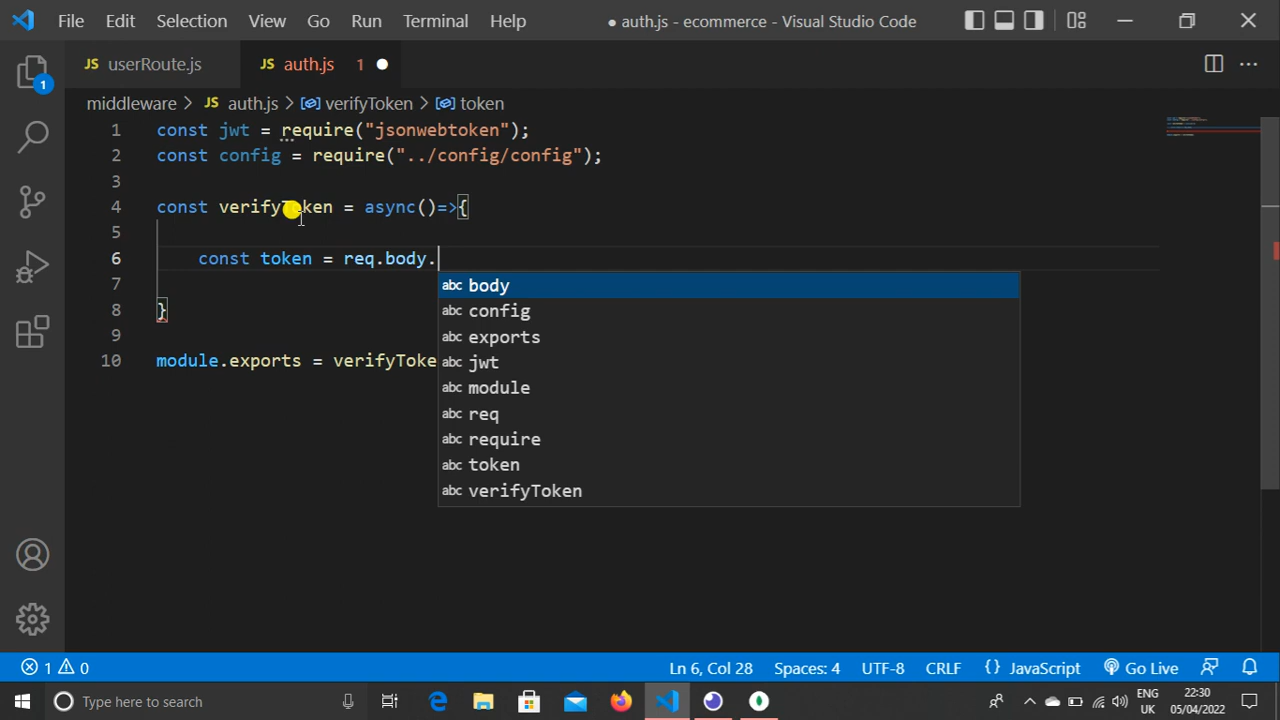 File Edit Selection View Go Run Terminal Help ● auth.js - ecommerce - Visual Studio Code
JS userRoute.js JS auth.js 1 ●
1
middleware > JS auth.js > verifyToken > token
1 const jwt = require("jsonwebtoken");
2 const config = require("../config/config");
3
4 const verifyToken = async()=>{
5
6 const token = req.body.
abc body
7
abc config
8 }
abc exports
9
abc jwt
10 module.exports = verifyToke
abc module
abc req
abc require
abc token
abc verifyToken
1 0 Ln 6, Col 28 Spaces: 4 UTF-8 CRLF {} JavaScript Go Live
Type here to search ENG 22:30
UK 05/04/2022